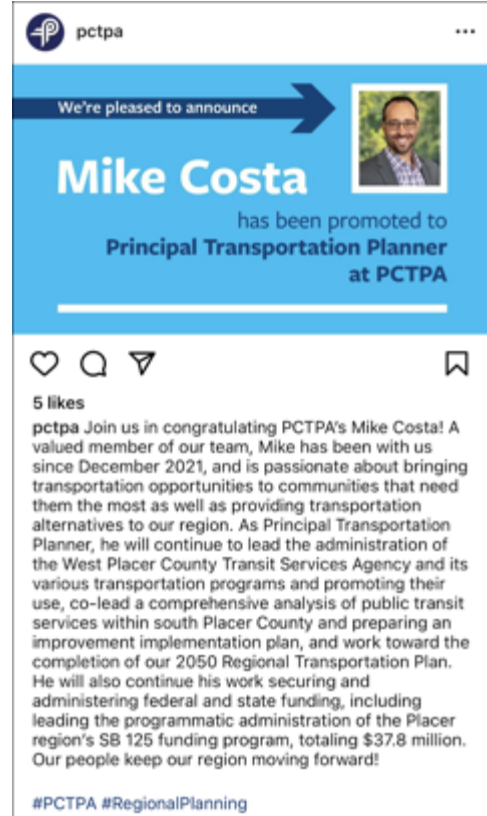 pctpa
We're pleased to announce
Mike Costa
has been promoted to
Principal Transportation Planner
at PCTPA
5 likes
pctpa Join us in congratulating PCTPA's Mike Costa! A
valued member of our team, Mike has been with us
since December 2021, and is passionate about bringing
transportation opportunities to communities that need
them the most as well as providing transportation
alternatives to our region. As Principal Transportation
Planner, he will continue to lead the administration of
the West Placer County Transit Services Agency and its
various transportation programs and promoting their
use, co-lead a comprehensive analysis of public transit
services within south Placer County and preparing an
improvement implementation plan, and work toward the
completion of our 2050 Regional Transportation Plan.
He will also continue his work securing and
administering federal and state funding, including
leading the programmatic administration of the Placer
region's SB 125 funding program, totaling $37.8 million.
Our people keep our region moving forward!
#PCTPA #RegionalPlanning